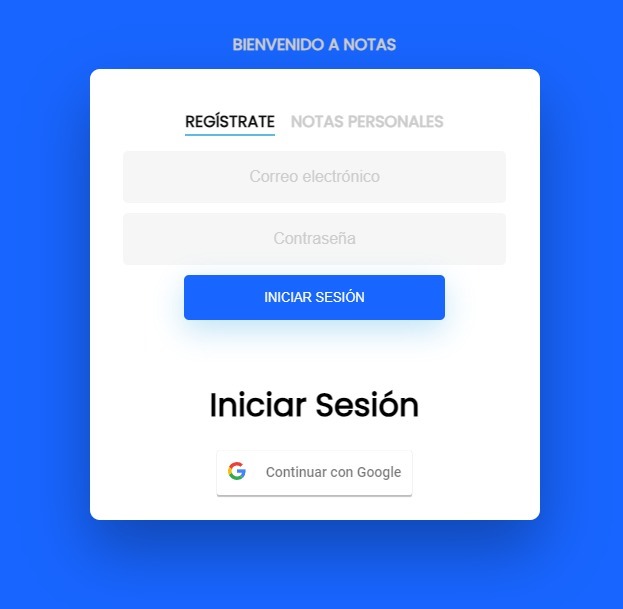 BIENVENIDO A NOTAS
REGÍSTRATE NOTAS PERSONALES
Correo electrónico
Contraseña
INICIAR SESIÓN
Iniciar Sesión
Continuar con Google